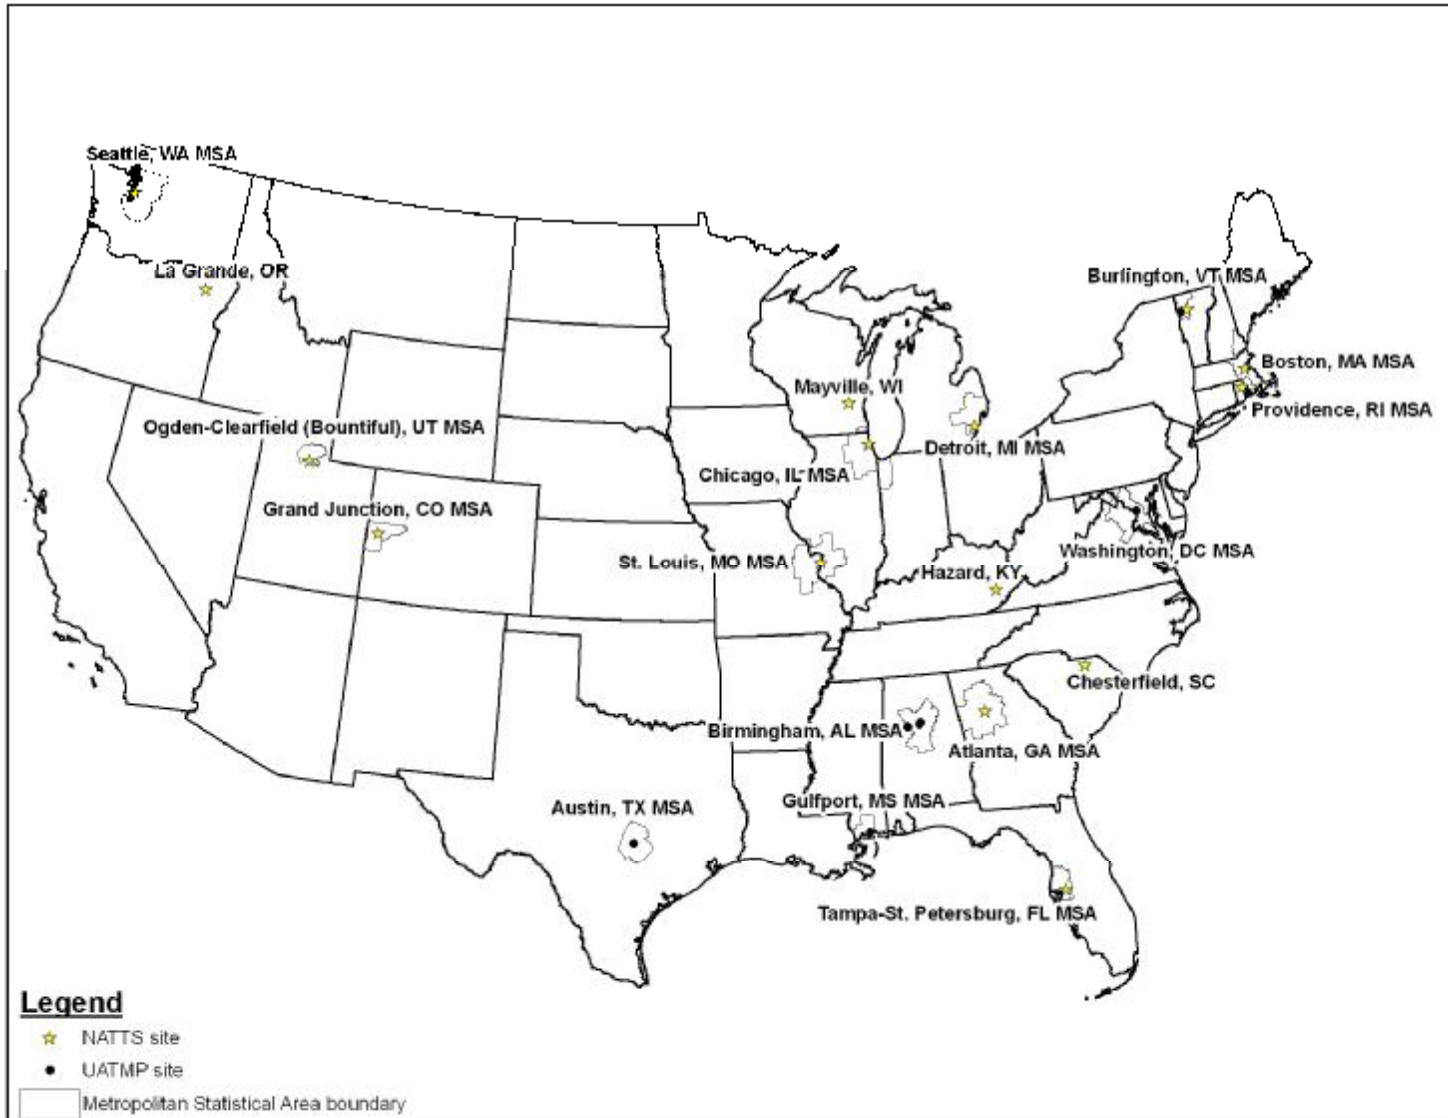 Seattle, WA MSA
La Grande, OR
Burlington, VT MSA
Boston, MA MSA
Mayville, WI
Providence, RI MSA
Ogden-Clearfield (Bountiful), UT MSA
Detroit, MI MSA
Chicago, IL MSA
Grand Junction, CO MSA
Washington, DC MSA
St. Louis, MO MSA
Hazard, KY
Chesterfield, SC
Birmingham, AL MSA
Atlanta, GA MSA
Gulfport, MS MSA
Austin, TX MSA
Tampa-St. Petersburg, FL MSA
Legend
NATTS site
UATMP site
Metropolitan Statistical Area boundary